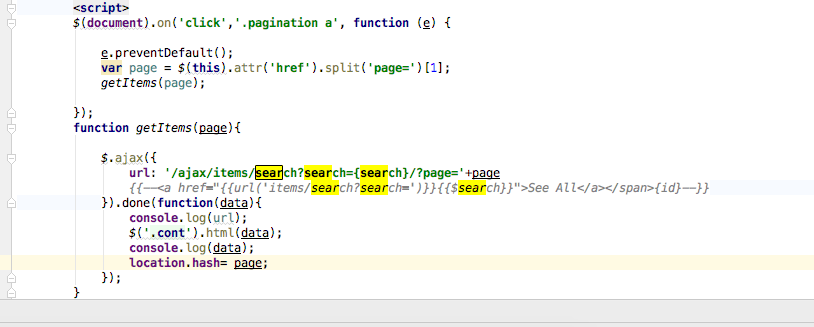 <script>
$(document).on('click','.pagination a', function (e) {
e.preventDefault();
var page = $(this).attr('href').split('page=')[1];
getItems(page);
});
function getItems(page){
$.ajax({
url: '/ajax/items/search?search={search}/?page='+page
{{--<a href="{{url('items/search?search=')}}{{$search}}">See All</a></span>{id}--}}
}).done(function(data){
console.log(url);
$('.cont').html(data);
console.log(data);
location.hash= page;
});
}